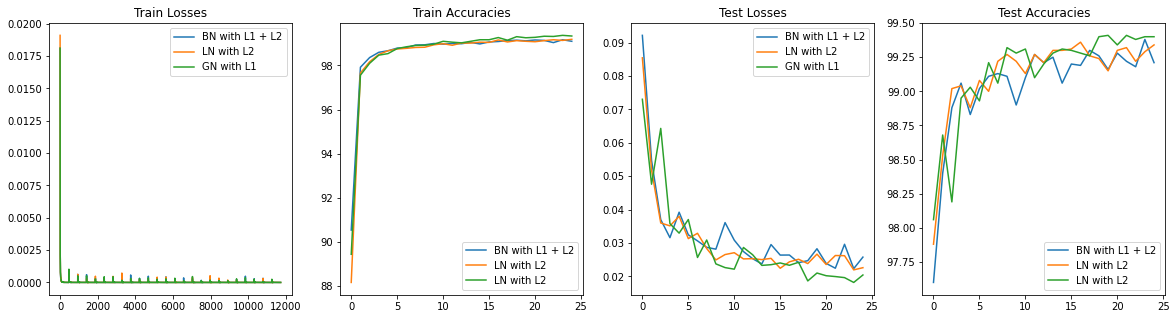 Train Losses
0.0200
0.0175
0.0150
0.0125
0.0100
0.0075
0.0050
0.0025
0.0000
0 2000 4000 6000 8000 10000 12000
BN with L1 + L2
LN with L2
GN with L1
Train Accuracies
98
96
94
92
90
88
0 5 10 15 20 25
BN with L1 + L2
LN with L2
LN with L2
Test Losses
0.09
0.08
0.07
0.06
0.05
0.04
0.03
0.02
0 5 10 15 20 25
BN with L1 + L2
LN with L2
GN with L1
Test Accuracies
99.50
99.25
99.00
98.75
98.50
98.25
98.00
97.75
0 5 10 15 20 25
BN with L1 + L2
LN with L2
LN with L2